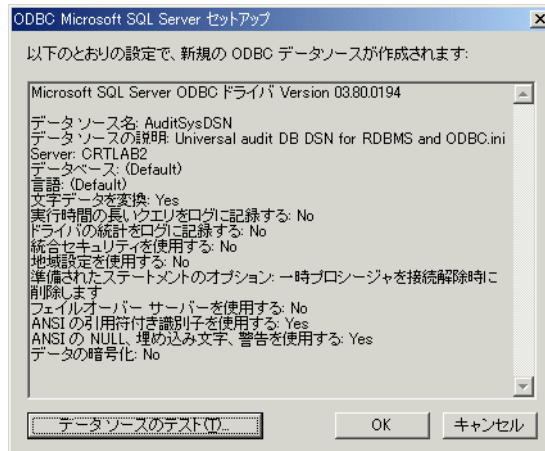 ODBC Microsoft SQL Server セットアップ
以下のとおりの設定で、新規の ODBC データソースが作成されます:
Microsoft SQL Server ODBC ドライバ Version 03.80.0194
データ ソース名: AuditSysDSN
データ ソースの説明: Universal audit DB DSN for RDBMS and ODBC.ini
Server: CRTLAB2
データベース: (Default)
言語: (Default)
文字データを変換: Yes
実行時間の長いクエリをログに記録する: No
ドライバの統計をログに記録する: No
統合セキュリティを使用する: No
地域設定を使用する: No
準備されたステートメントのオプション: 一時プロシージャを接続解除時に
削除します
フェイルオーバー サーバーを使用する: No
ANSI の引用符付き識別子を使用する: Yes
ANSI の NULL、埋め込み文字、警告を使用する: Yes
データの暗号化: No
データ ソースのテスト(T)...
OK
キャンセル